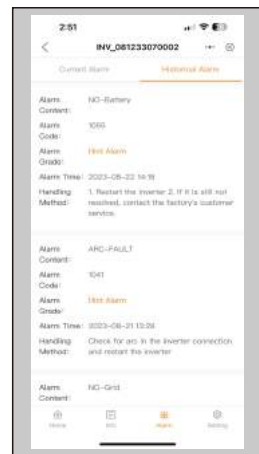 2:51
INV_081233070002
Current Alarm
Historical Alarm
Alarm Content: NO-Battery
Alarm Code: 1055
Alarm Grade: Hint Alarm
Alarm Time: 2023-08-22 14:18
Handling Method: 1. Restart the inverter 2. If it is still not
resolved, contact the factory's customer
service.
Alarm Content: ARC-FAULT
Alarm Code: 1041
Alarm Grade: Hint Alarm
Alarm Time: 2023-08-21 13:28
Handling Method: Check for arc in the inverter connection
and restart the inverter
Alarm Content: NO-Grid
Home
Alarm
Setting